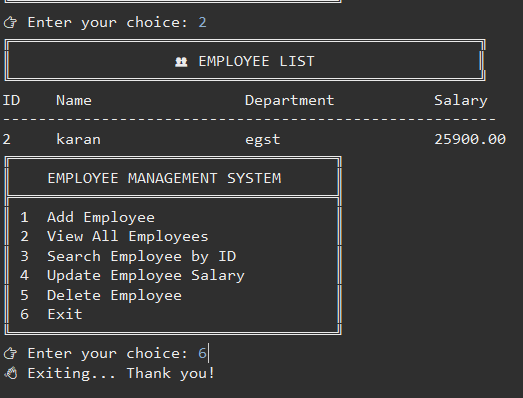 👉 Enter your choice: 2
👥 EMPLOYEE LIST
ID    Name                 Department           Salary
-------------------------------------------------------
2     karan                egst                 25900.00
EMPLOYEE MANAGEMENT SYSTEM
1  Add Employee
2  View All Employees
3  Search Employee by ID
4  Update Employee Salary
5  Delete Employee
6  Exit
👉 Enter your choice: 6
👋 Exiting... Thank you!